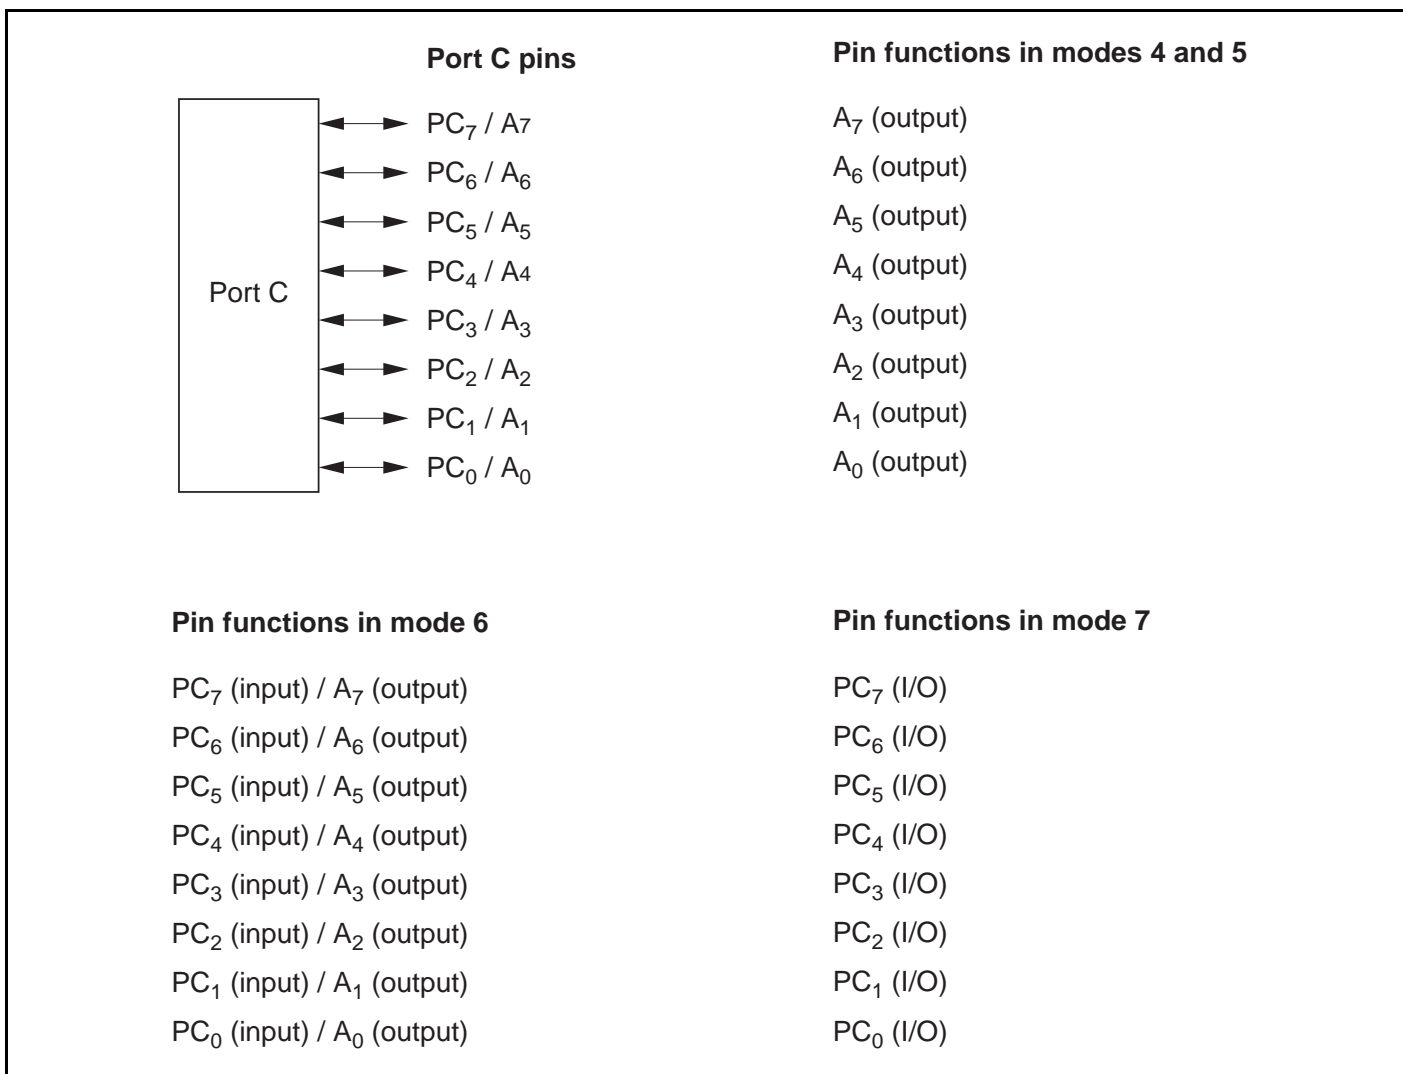 Port C pins
PC₇ / A7
PC₆ / A₆
PC₅ / A₅
PC₄ / A4
PC₃ / A₃
PC₂ / A₂
PC₁ / A₁
PC₀ / A₀
Port C
Pin functions in modes 4 and 5
A₇ (output)
A₆ (output)
A₅ (output)
A₄ (output)
A₃ (output)
A₂ (output)
A₁ (output)
A₀ (output)
Pin functions in mode 6
PC₇ (input) / A₇ (output)
PC₆ (input) / A₆ (output)
PC₅ (input) / A₅ (output)
PC₄ (input) / A₄ (output)
PC₃ (input) / A₃ (output)
PC₂ (input) / A₂ (output)
PC₁ (input) / A₁ (output)
PC₀ (input) / A₀ (output)
Pin functions in mode 7
PC₇ (I/O)
PC₆ (I/O)
PC₅ (I/O)
PC₄ (I/O)
PC₃ (I/O)
PC₂ (I/O)
PC₁ (I/O)
PC₀ (I/O)